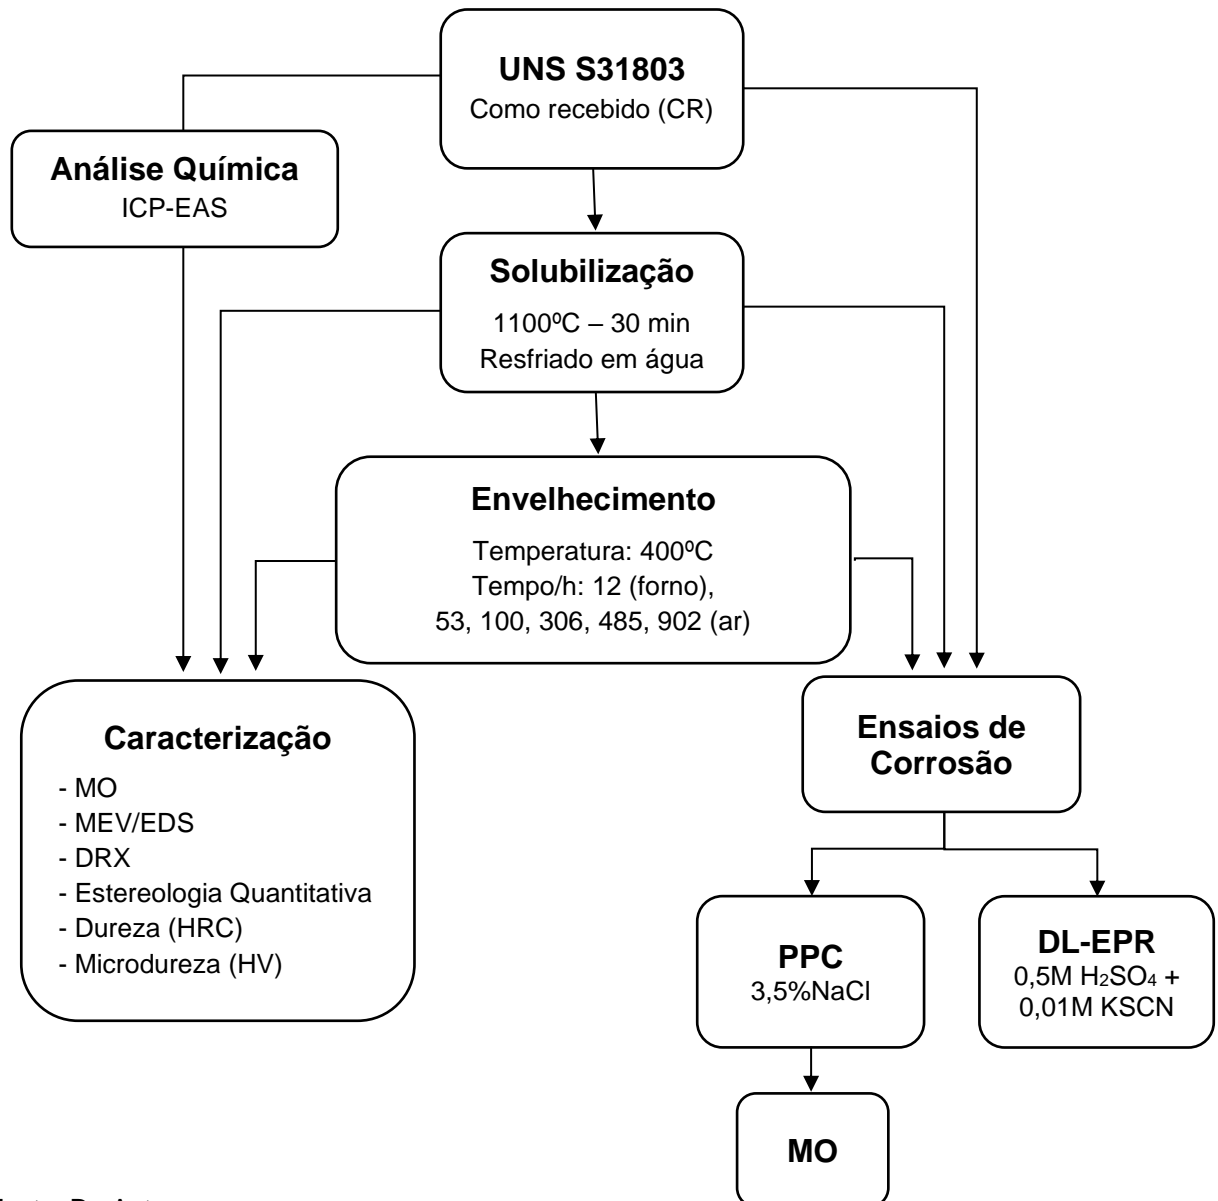 UNS S31803
Como recebido (CR)
Análise Química
ICP-EAS
Solubilização
1100ºC – 30 min
Resfriado em água
Envelhecimento
Temperatura: 400ºC
Tempo/h: 12 (forno),
53, 100, 306, 485, 902 (ar)
Caracterização
- MO
- MEV/EDS
- DRX
- Estereologia Quantitativa
- Dureza (HRC)
- Microdureza (HV)
Ensaios de
Corrosão
PPC
3,5%NaCl
DL-EPR
0,5M H₂SO₄ +
0,01M KSCN
MO